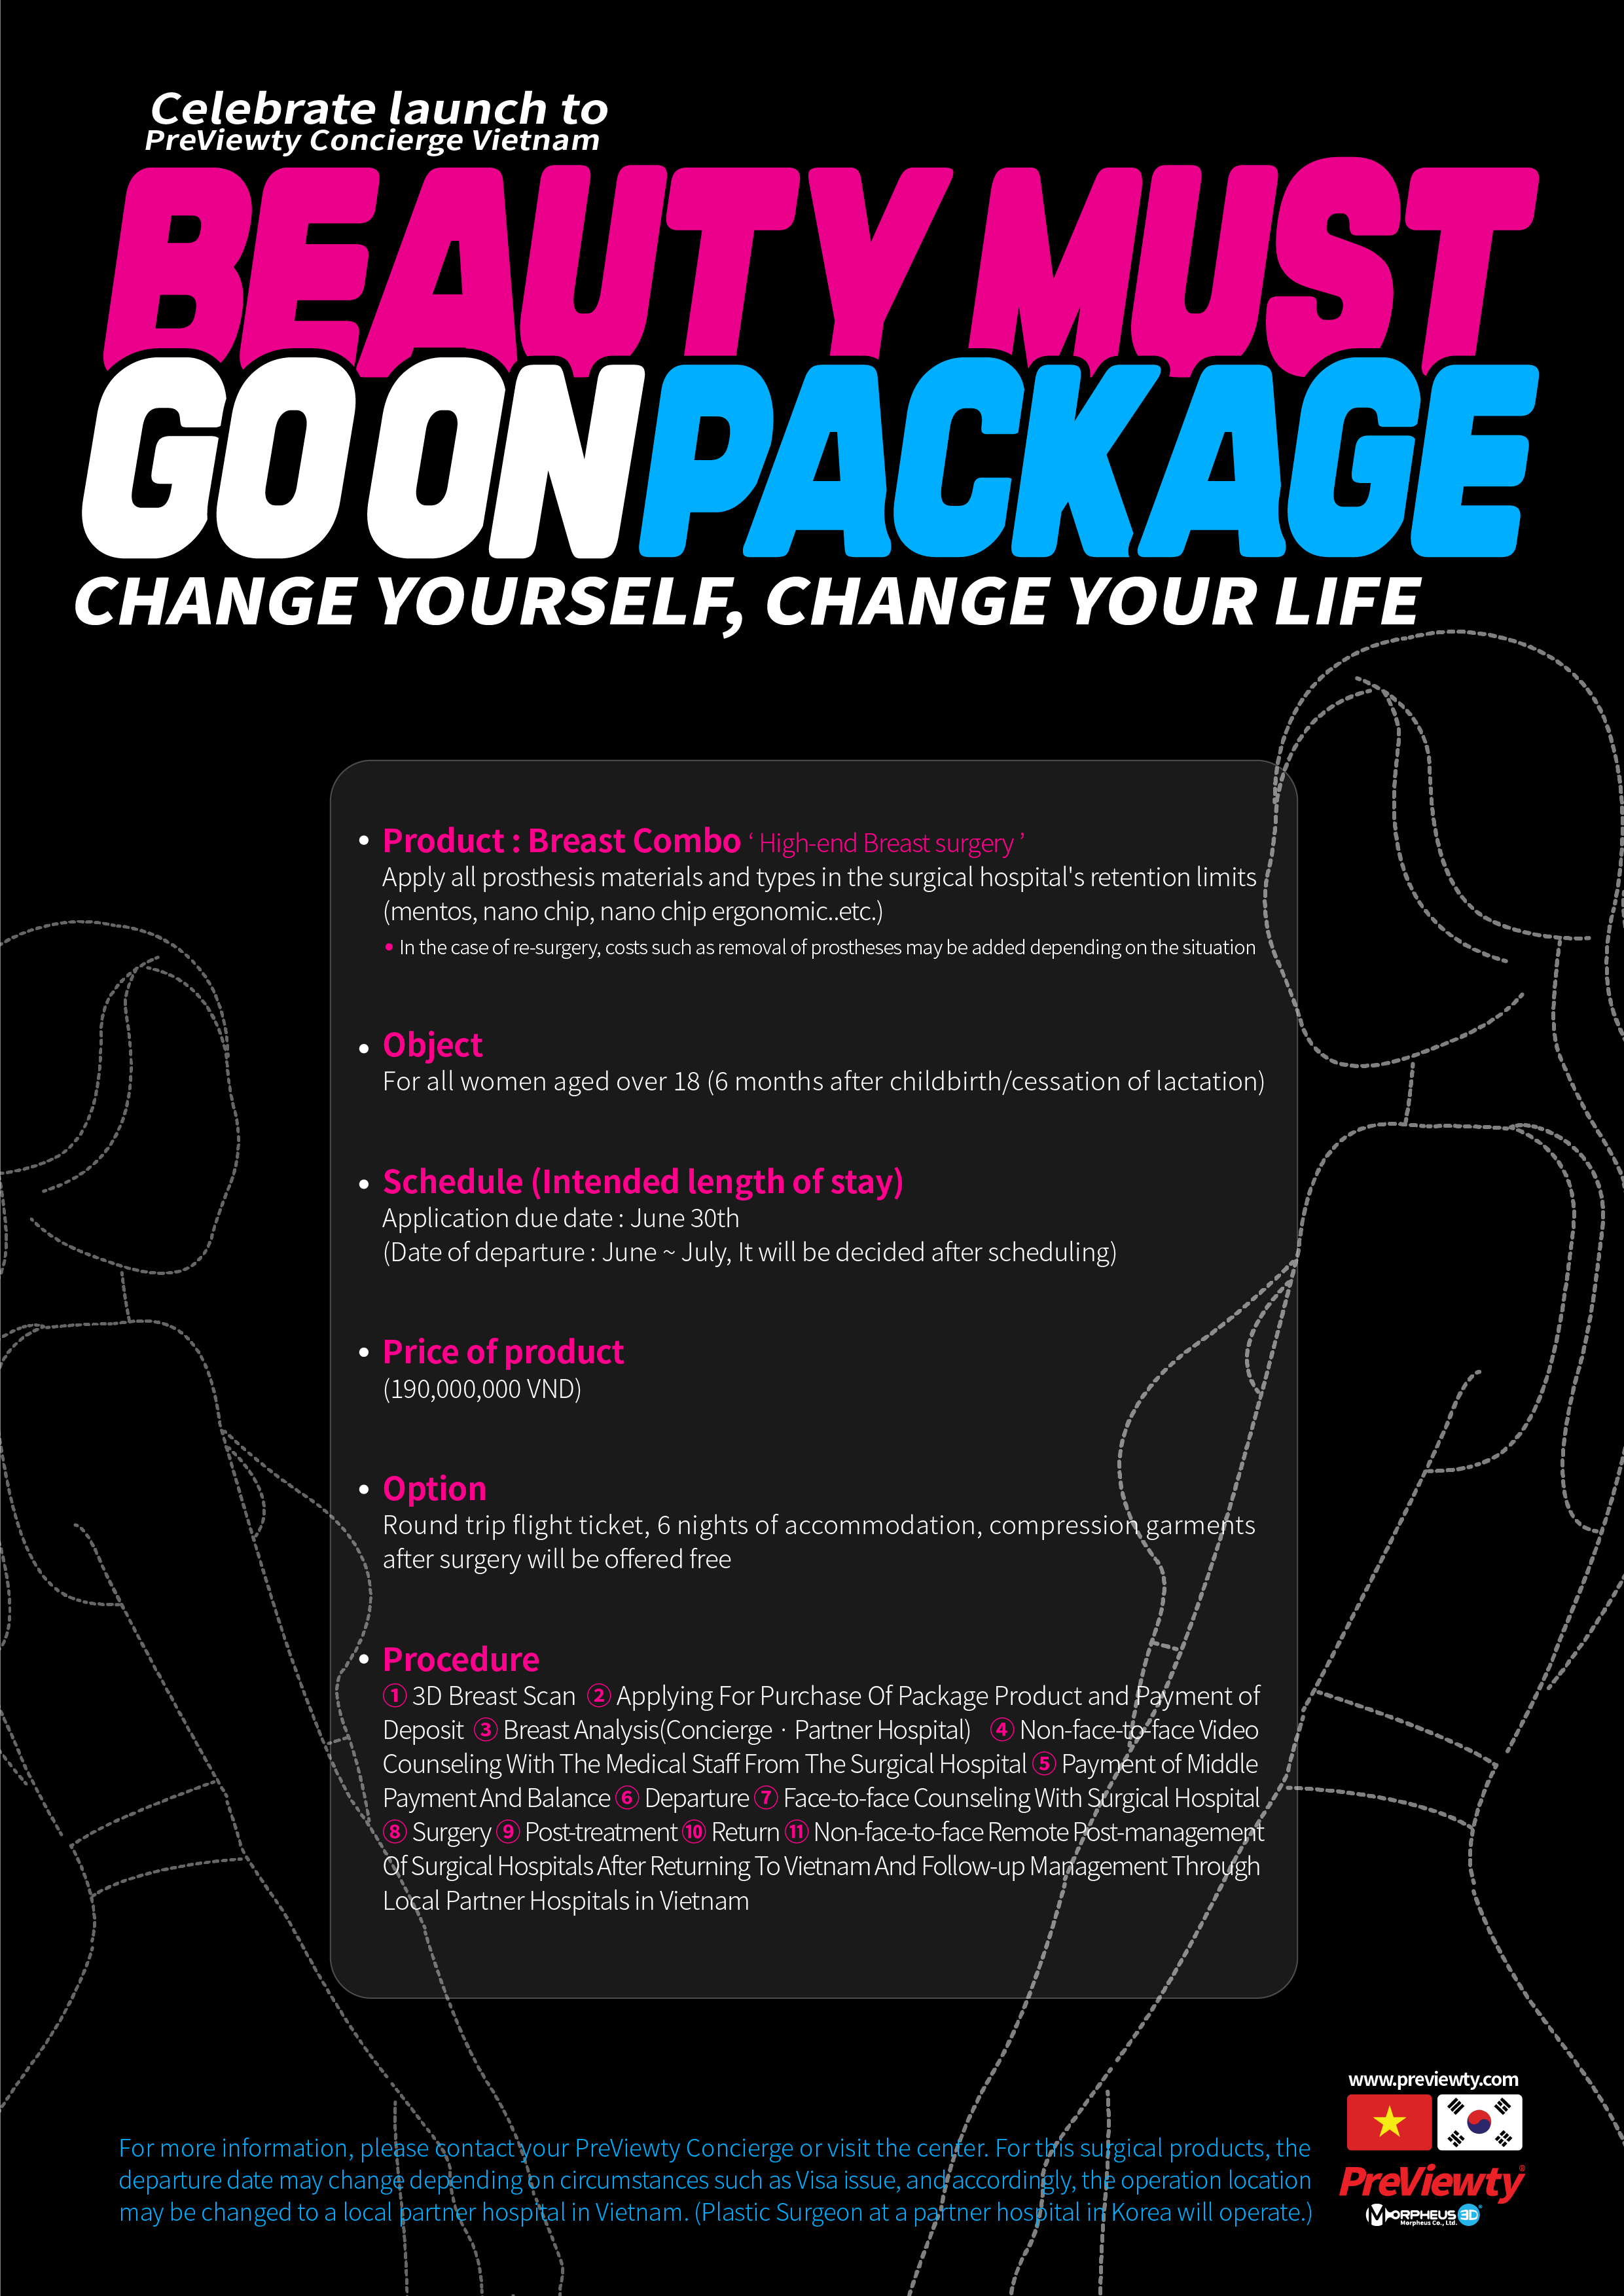 Celebrate launch to
PreViewty Concierge Vietnam
BEAUTY MUST
GO ON PACKAGE
CHANGE YOURSELF, CHANGE YOUR LIFE
• Product : Breast Combo ‘ High-end Breast surgery ’
Apply all prosthesis materials and types in the surgical hospital's retention limits
(mentos, nano chip, nano chip ergonomic..etc.)
• In the case of re-surgery, costs such as removal of prostheses may be added depending on the situation
• Object
For all women aged over 18 (6 months after childbirth/cessation of lactation)
• Schedule (Intended length of stay)
Application due date : June 30th
(Date of departure : June ~ July, It will be decided after scheduling)
• Price of product
(190,000,000 VND)
• Option
Round trip flight ticket, 6 nights of accommodation, compression garments
after surgery will be offered free
• Procedure
① 3D Breast Scan ② Applying For Purchase Of Package Product and Payment of
Deposit ③ Breast Analysis(Concierge · Partner Hospital) ④ Non-face-to-face Video
Counseling With The Medical Staff From The Surgical Hospital ⑤ Payment of Middle
Payment And Balance ⑥ Departure ⑦ Face-to-face Counseling With Surgical Hospital
⑧ Surgery ⑨ Post-treatment ⑩ Return ⑪ Non-face-to-face Remote Post-management
Of Surgical Hospitals After Returning To Vietnam And Follow-up Management Through
Local Partner Hospitals in Vietnam
www.previewty.com
For more information, please contact your PreViewty Concierge or visit the center. For this surgical products, the
departure date may change depending on circumstances such as Visa issue, and accordingly, the operation location
may be changed to a local partner hospital in Vietnam. (Plastic Surgeon at a partner hospital in Korea will operate.)
PreViewty®
MORPHEUS 3D®
Morpheus Co., Ltd.